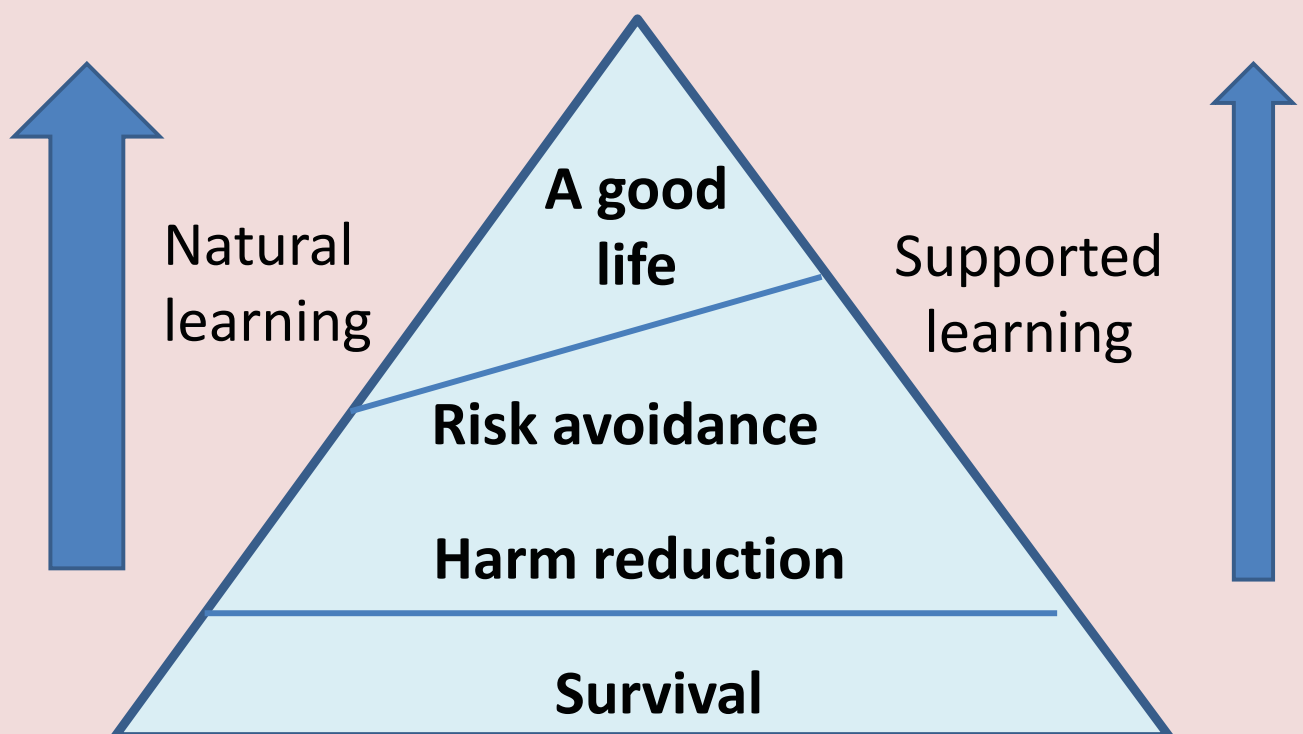 A good
life
Natural
learning
Supported
learning
Risk avoidance
Harm reduction
Survival